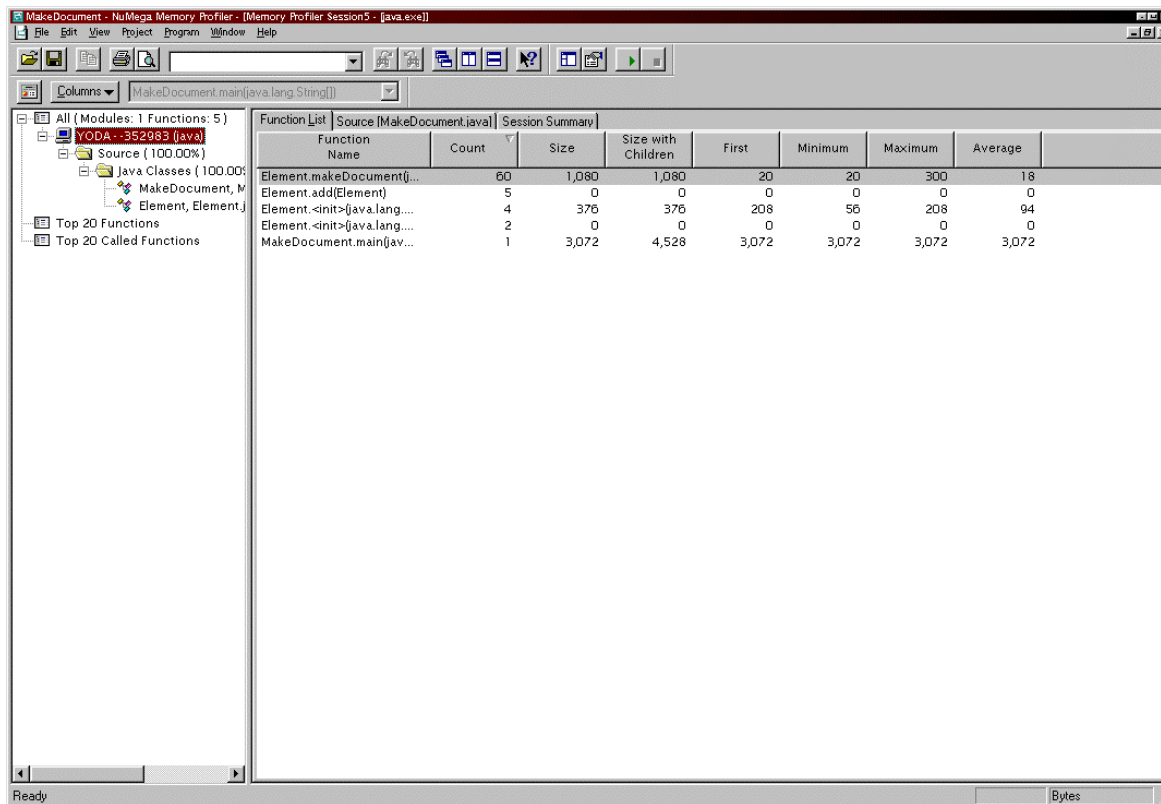 MakeDocument - NuMega Memory Profiler - [Memory Profiler Session5 - [java.exe]]
File Edit View Project Program Window Help
Columns MakeDocument.main(java.lang.String[])
All ( Modules: 1 Functions: 5 )
YODA--352983 (java)
Source ( 100.00%)
Java Classes ( 100.00%
MakeDocument, M
Element, Element.j
Top 20 Functions
Top 20 Called Functions
Function List Source [MakeDocument.java] Session Summary
Function Name Count Size Size with Children First Minimum Maximum Average
Element.makeDocument(j... 60 1,080 1,080 20 20 300 18
Element.add(Element) 5 0 0 0 0 0 0
Element.<init>(java.lang.... 4 376 376 208 56 208 94
Element.<init>(java.lang.... 2 0 0 0 0 0 0
MakeDocument.main(jav... 1 3,072 4,528 3,072 3,072 3,072 3,072
Ready Bytes